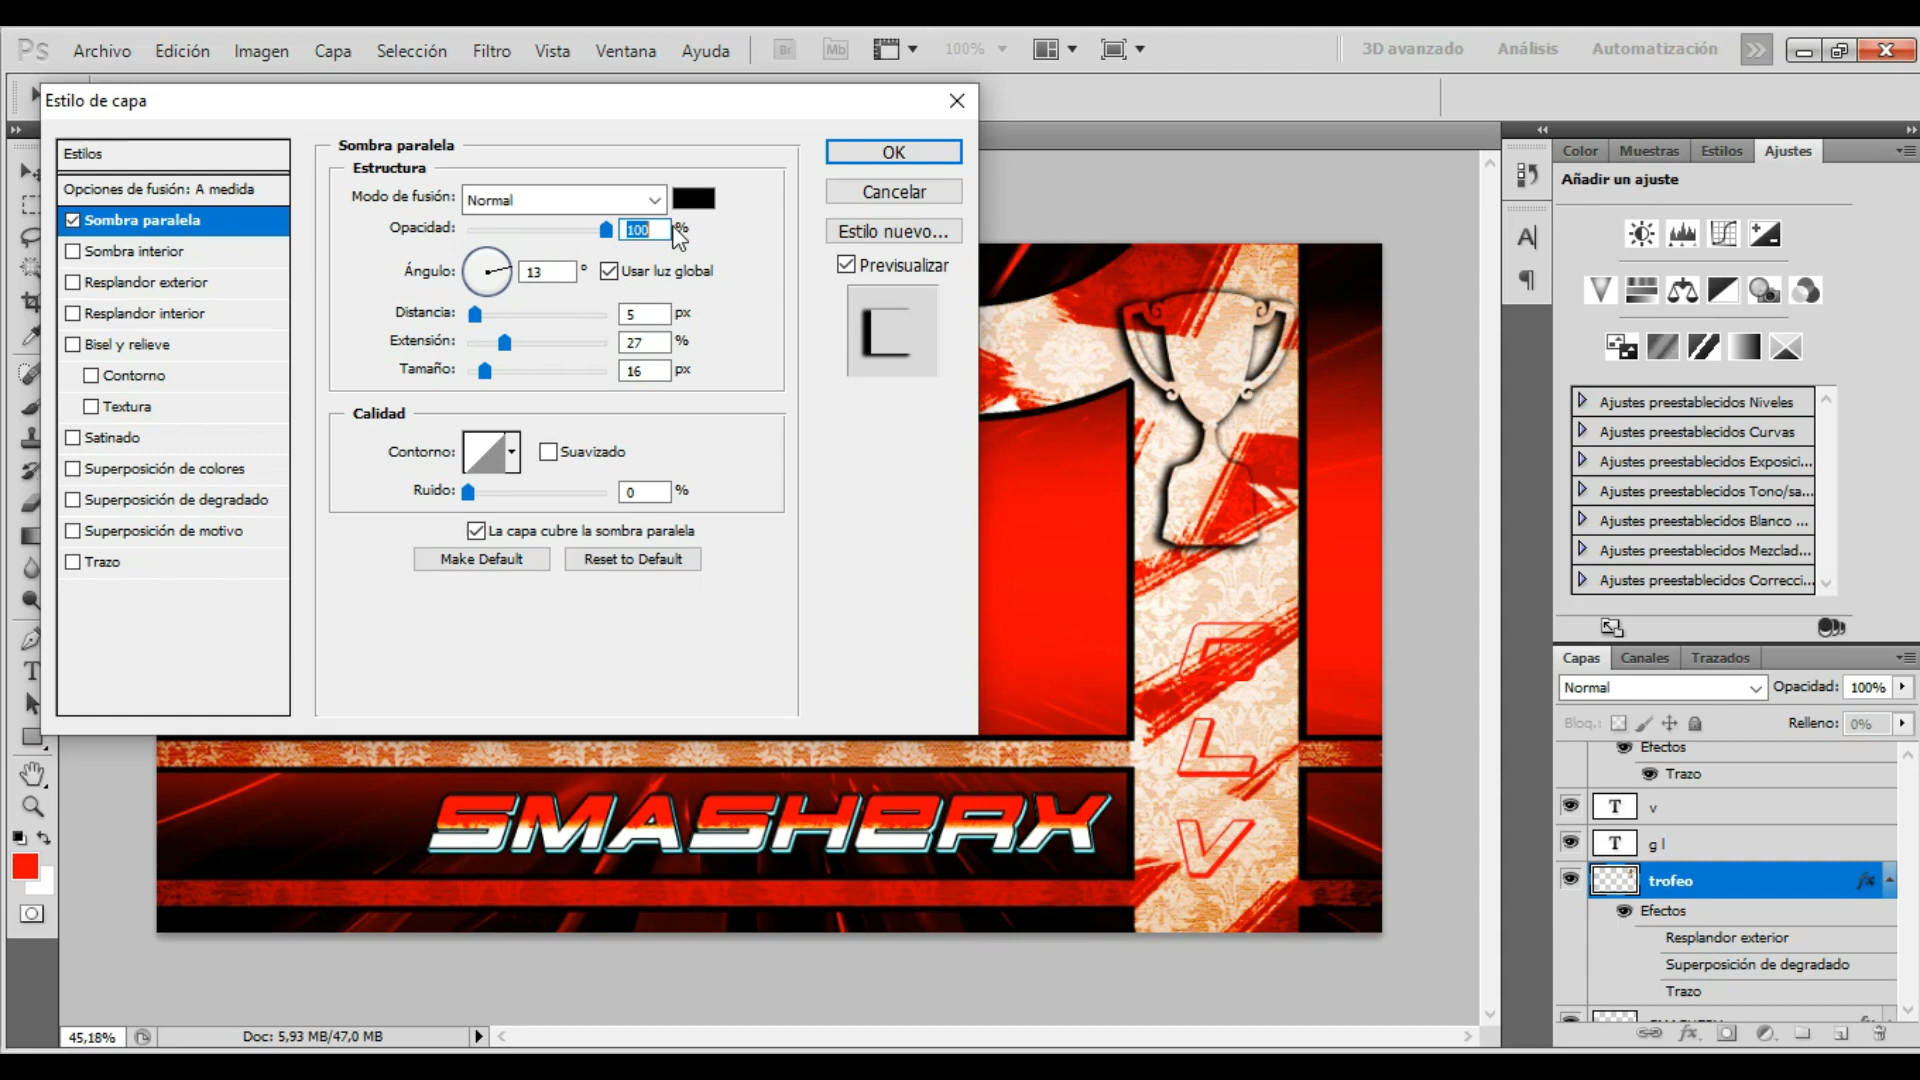 Ps Archivo Edición Imagen Capa Selección Filtro Vista Ventana Ayuda Br Mb 100% 3D avanzado Análisis Automatización
Estilo de capa
Estilos
Opciones de fusión: A medida
Sombra paralela
Sombra interior
Resplandor exterior
Resplandor interior
Bisel y relieve
Contorno
Textura
Satinado
Superposición de colores
Superposición de degradado
Superposición de motivo
Trazo
Sombra paralela
Estructura
Modo de fusión: Normal
Opacidad: 100 %
Ángulo: 13 ° Usar luz global
Distancia: 5 px
Extensión: 27 %
Tamaño: 16 px
Calidad
Contorno: Suavizado
Ruido: 0 %
La capa cubre la sombra paralela
Make Default Reset to Default
OK
Cancelar
Estilo nuevo...
Previsualizar
SMASHERX
L
V
Color Muestras Estilos Ajustes
Añadir un ajuste
Ajustes preestablecidos Niveles
Ajustes preestablecidos Curvas
Ajustes preestablecidos Exposici...
Ajustes preestablecidos Tono/sa...
Ajustes preestablecidos Blanco ...
Ajustes preestablecidos Mezclad...
Ajustes preestablecidos Correcci...
Capas Canales Trazados
Normal Opacidad: 100%
Bloq.: Relleno: 0%
Efectos
Trazo
T v
T g l
trofeo fx
Efectos
Resplandor exterior
Superposición de degradado
Trazo
45,18% Doc: 5,93 MB/47,0 MB